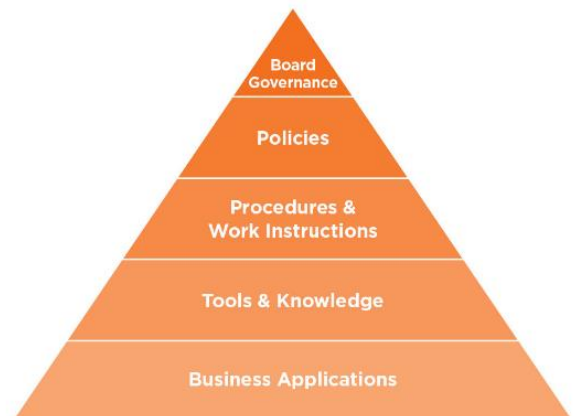 Board
Governance
Policies
Procedures &
Work Instructions
Tools & Knowledge
Business Applications